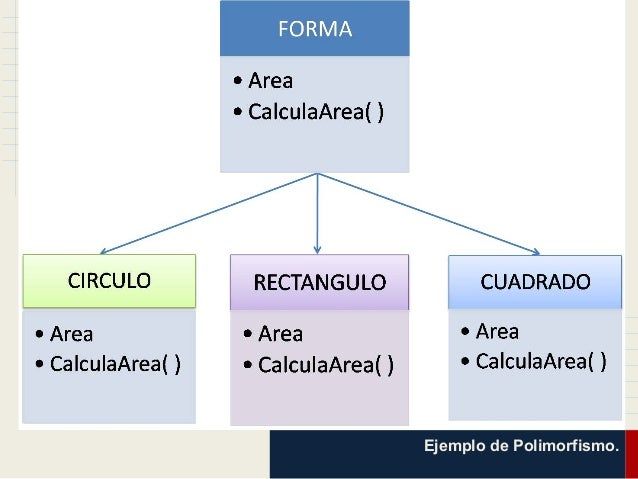 FORMA
• Area
• CalculaArea( )
CIRCULO
• Area
• CalculaArea( )
RECTANGULO
• Area
• CalculaArea( )
CUADRADO
• Area
• CalculaArea( )
Ejemplo de Polimorfismo.